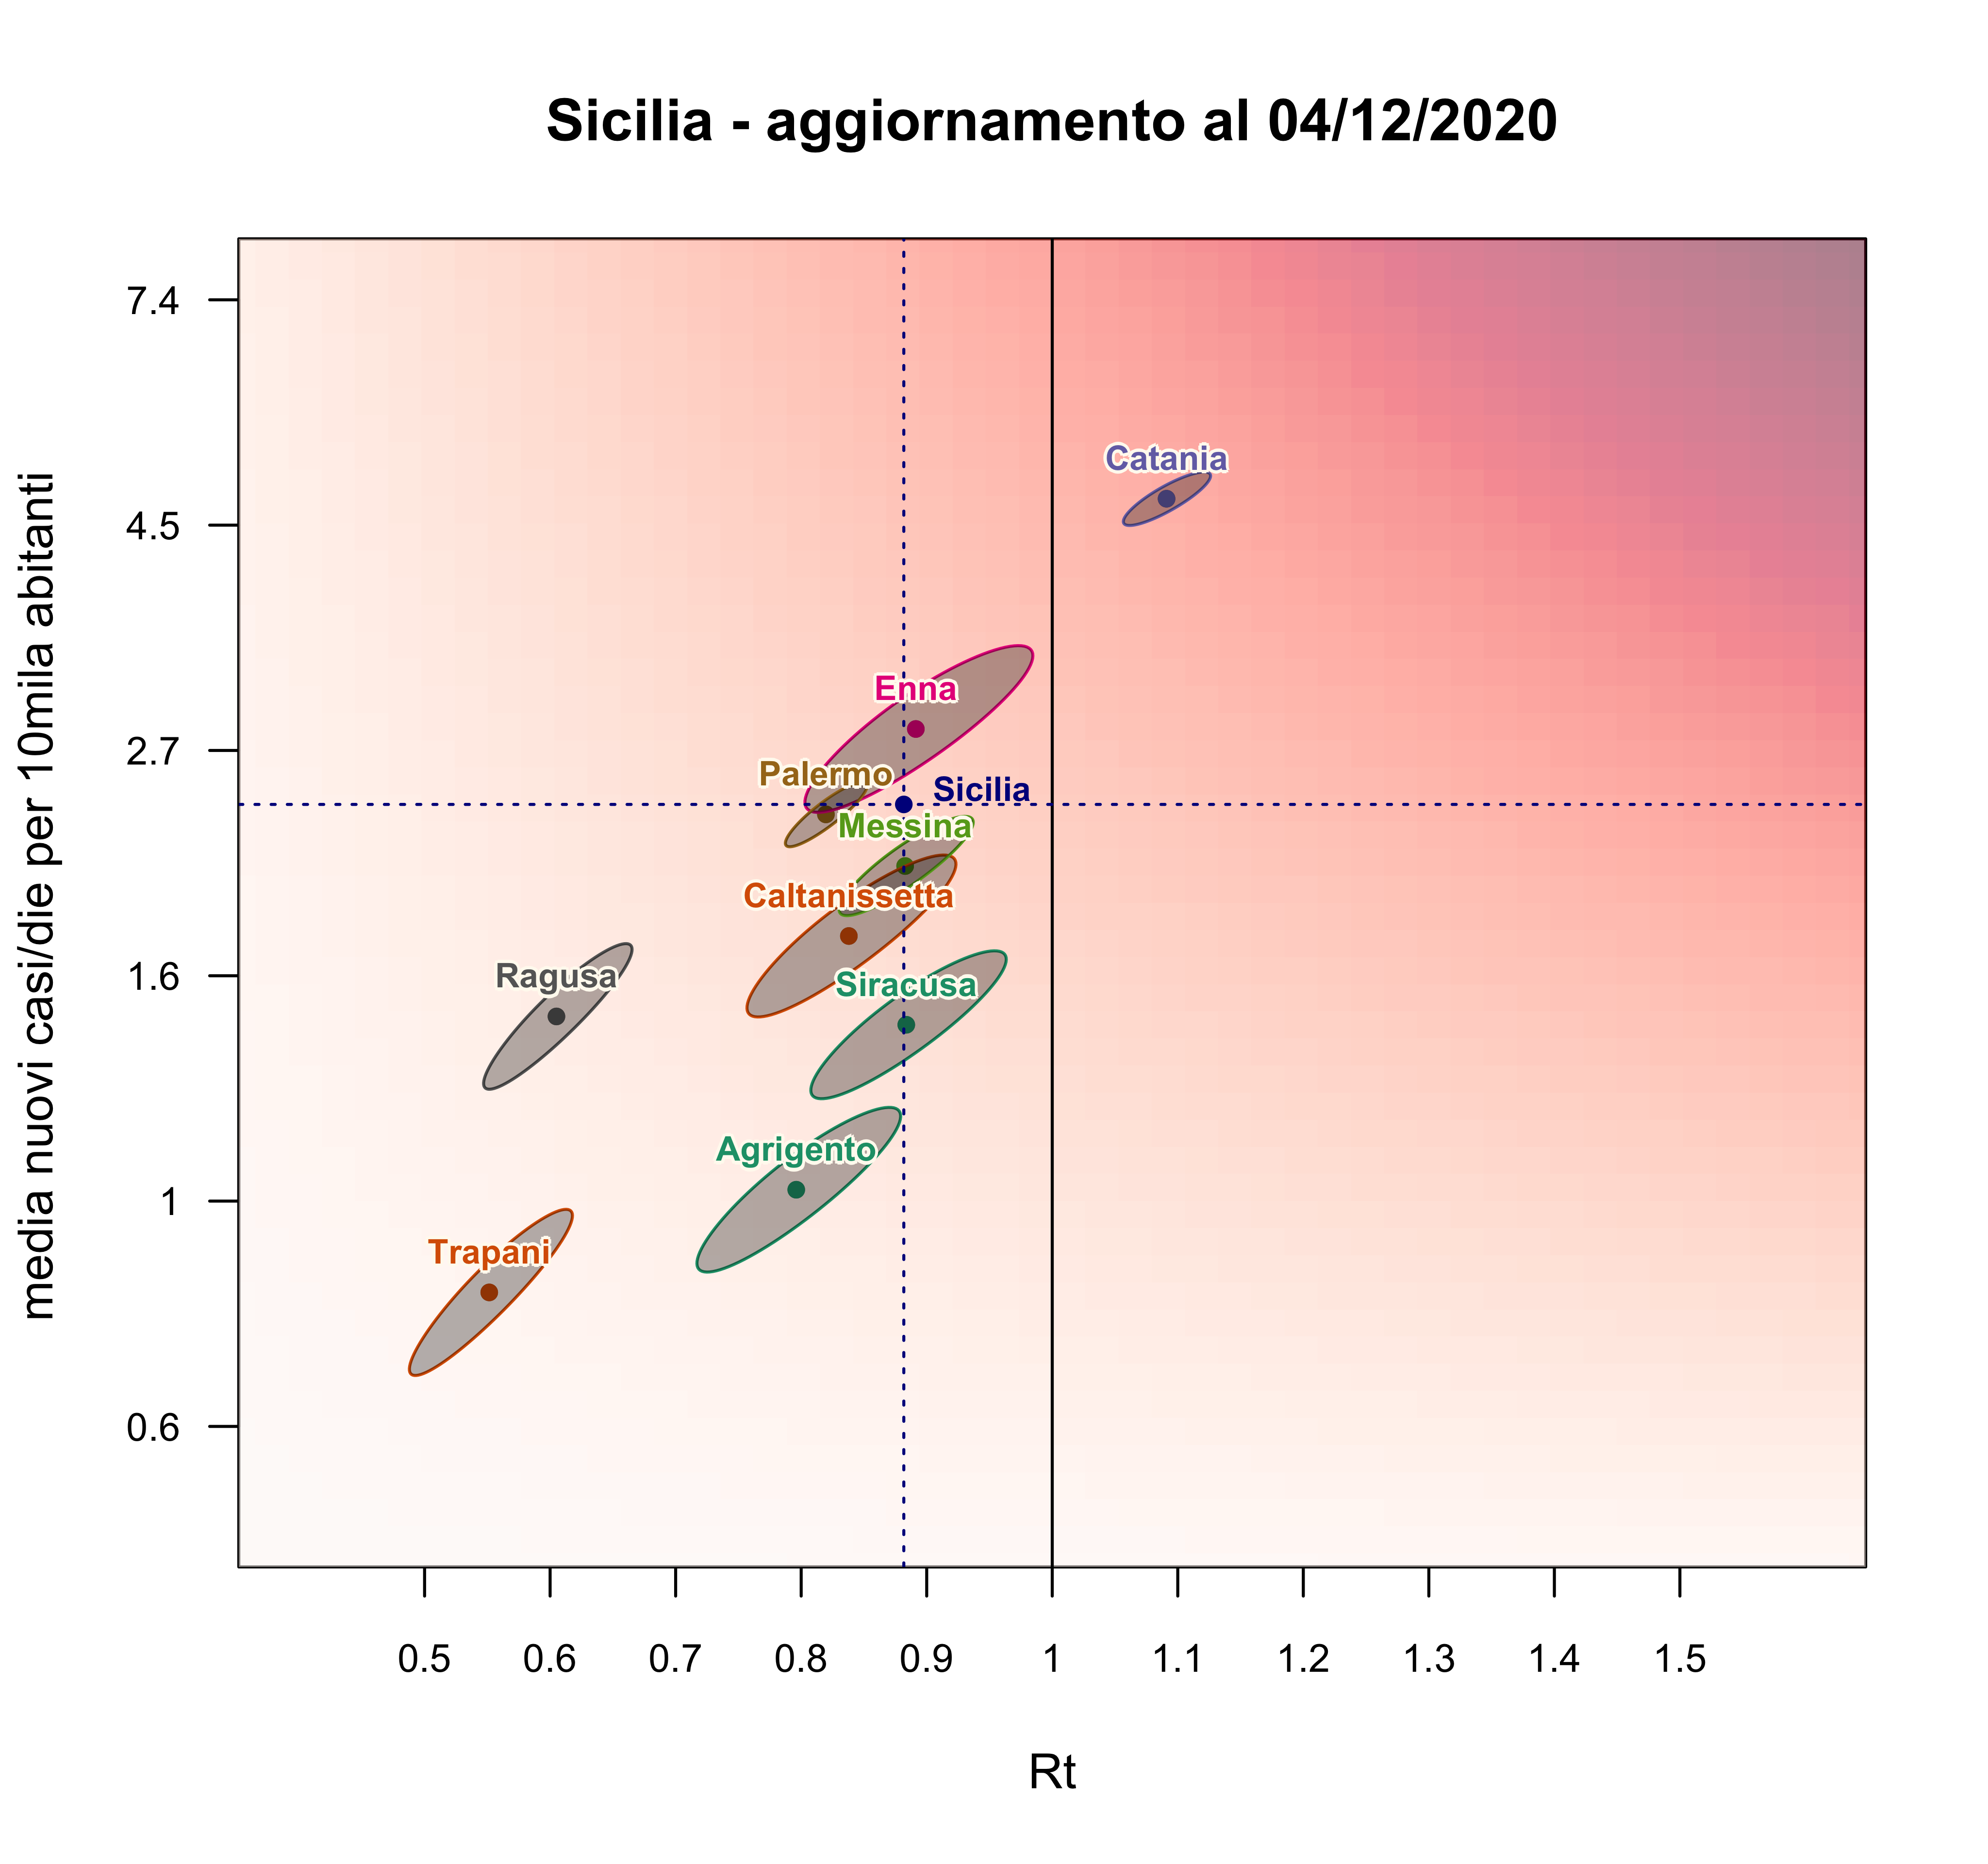 Sicilia - aggiornamento al 04/12/2020
media nuovi casi/die per 10mila abitanti
7.4
4.5
2.7
1.6
1
0.6
Catania
Enna
Palermo
Sicilia
Messina
Caltanissetta
Ragusa
Siracusa
Agrigento
Trapani
0.5 0.6 0.7 0.8 0.9 1 1.1 1.2 1.3 1.4 1.5
Rt